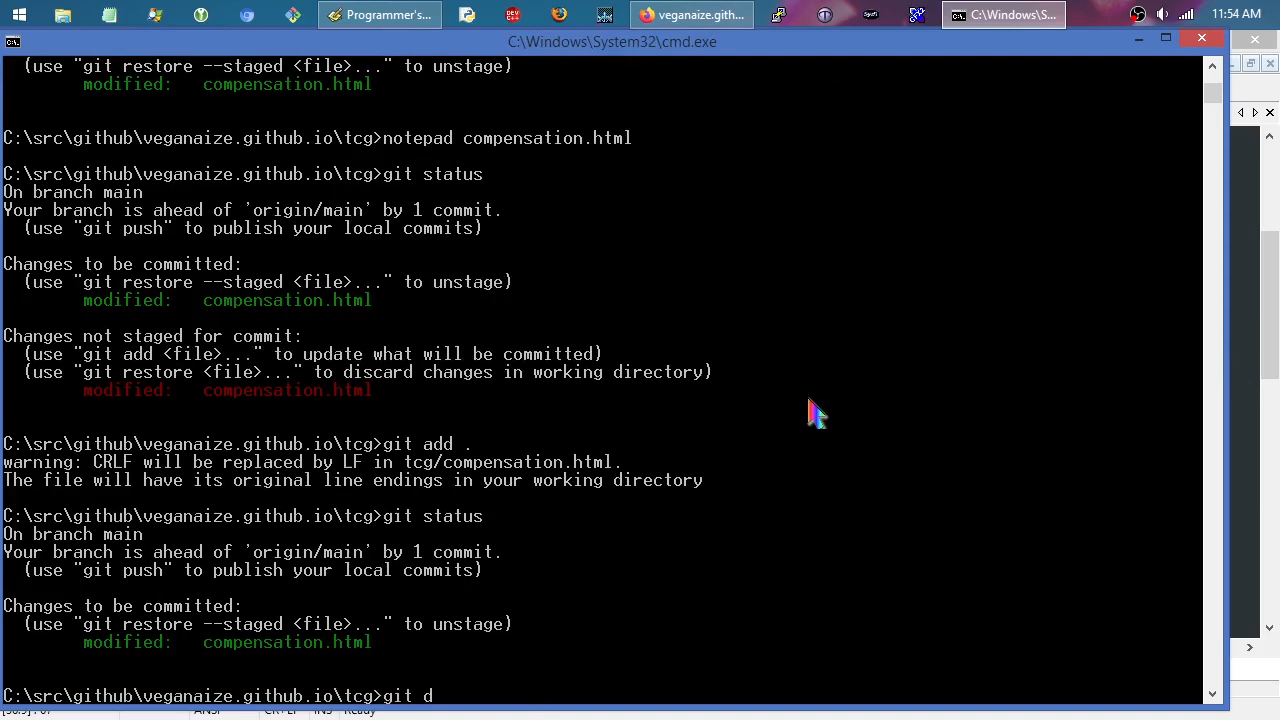 Programmer's...
veganaize.gith...
C:\Windows\S...
11:54 AM
C:\Windows\System32\cmd.exe
(use "git restore --staged <file>..." to unstage)
modified:   compensation.html
C:\src\github\veganaize.github.io\tcg>notepad compensation.html
C:\src\github\veganaize.github.io\tcg>git status
On branch main
Your branch is ahead of 'origin/main' by 1 commit.
(use "git push" to publish your local commits)
Changes to be committed:
(use "git restore --staged <file>..." to unstage)
modified:   compensation.html
Changes not staged for commit:
(use "git add <file>..." to update what will be committed)
(use "git restore <file>..." to discard changes in working directory)
modified:   compensation.html
C:\src\github\veganaize.github.io\tcg>git add .
warning: CRLF will be replaced by LF in tcg/compensation.html.
The file will have its original line endings in your working directory
C:\src\github\veganaize.github.io\tcg>git status
On branch main
Your branch is ahead of 'origin/main' by 1 commit.
(use "git push" to publish your local commits)
Changes to be committed:
(use "git restore --staged <file>..." to unstage)
modified:   compensation.html
C:\src\github\veganaize.github.io\tcg>git d